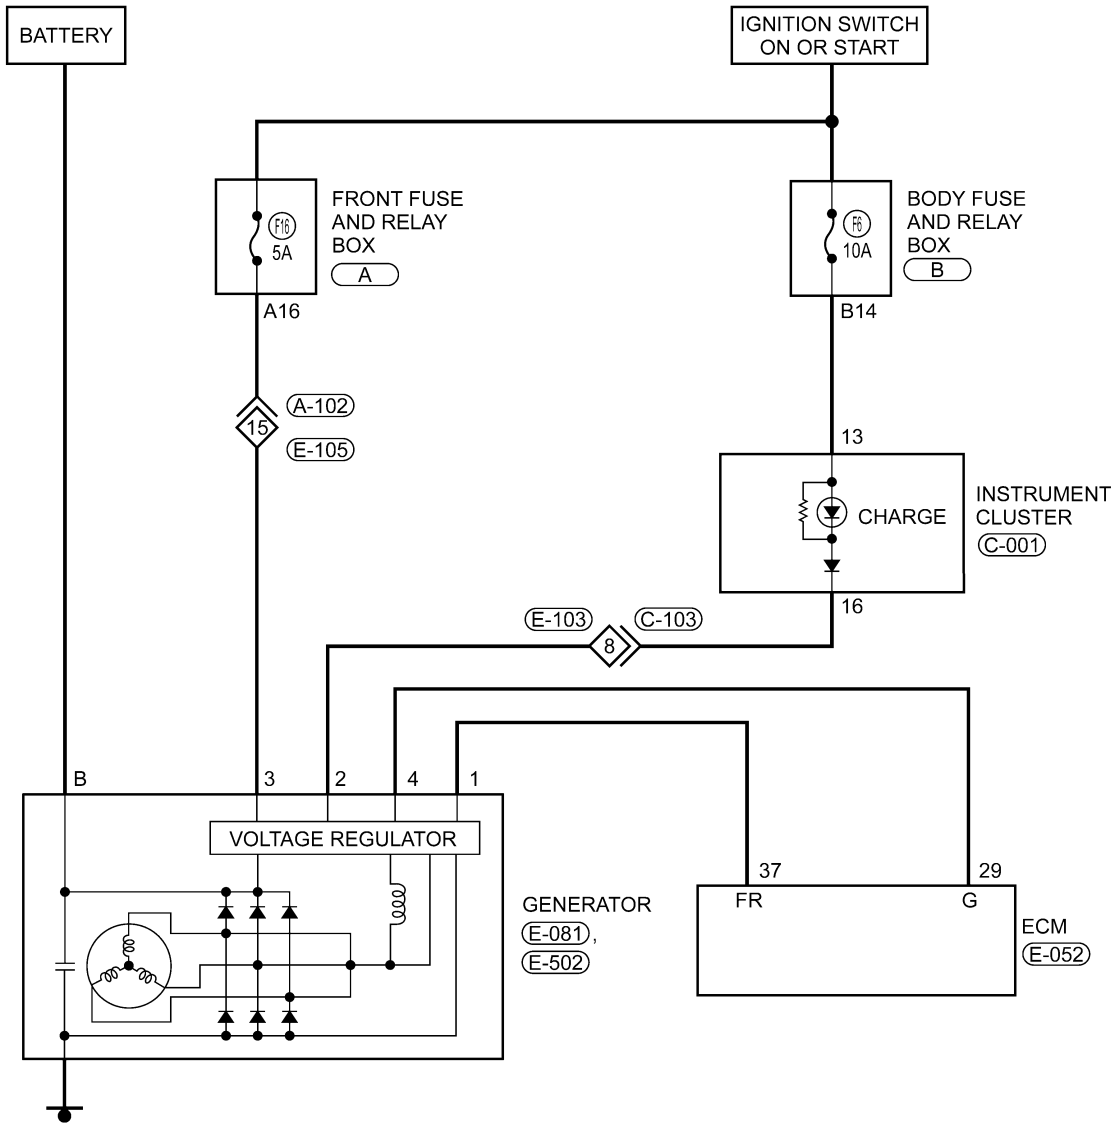 BATTERY
IGNITION SWITCH
ON OR START
FRONT FUSE
AND RELAY
BOX
A
F16
5A
A16
BODY FUSE
AND RELAY
BOX
B
F6
10A
B14
A-102
15
E-105
13
CHARGE
INSTRUMENT
CLUSTER
C-001
16
E-103
8
C-103
B
3
2
4
1
VOLTAGE REGULATOR
GENERATOR
E-081,
E-502
37
29
FR
G
ECM
E-052